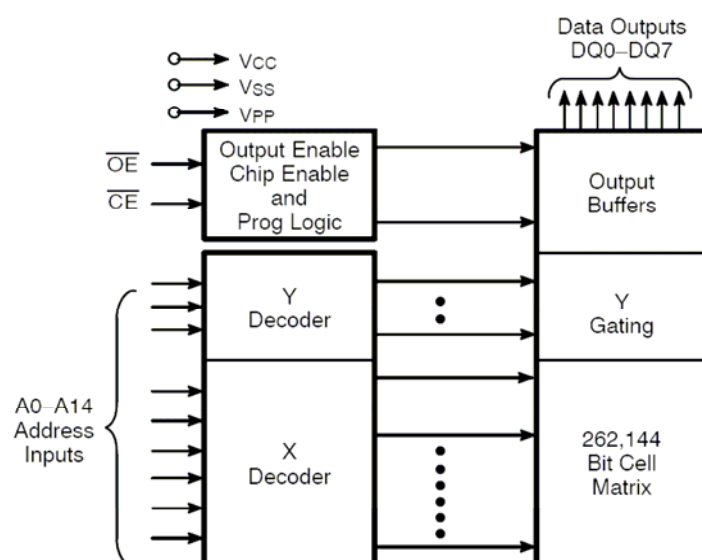 Data Outputs
DQ0–DQ7
VCC
VSS
VPP
OE
CE
Output Enable
Chip Enable
and
Prog Logic
Output
Buffers
Y
Decoder
Y
Gating
A0–A14
Address
Inputs
X
Decoder
262,144
Bit Cell
Matrix